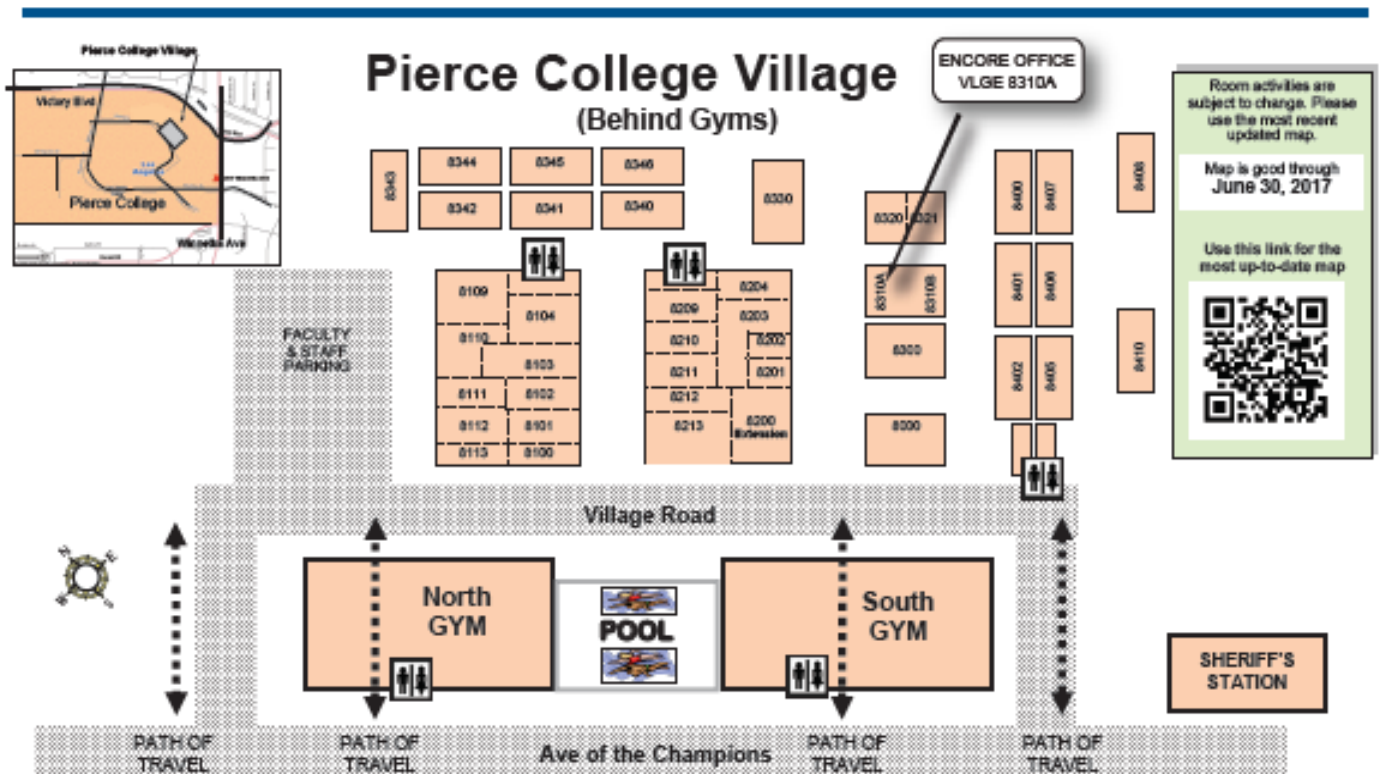 Pierce College Village
Victory Blvd
Pierce College
Winnetka Ave
Pierce College Village
(Behind Gyms)
ENCORE OFFICE
VLGE 8310A
Room activities are
subject to change. Please
use the most recent
updated map.
Map is good through
June 30, 2017
Use this link for the
most up-to-date map
8343
8344
8345
8346
8342
8341
8340
8330
8320
8321
8310A
8310B
8300
8400
8407
8401
8406
8402
8405
8408
8410
8109
8104
8110
8103
8111
8102
8112
8101
8113
8100
8204
8209
8203
8210
8202
8211
8201
8212
8213
8200
Extension
FACULTY
& STAFF
PARKING
Village Road
North
GYM
POOL
South
GYM
SHERIFF'S
STATION
PATH OF
TRAVEL
PATH OF
TRAVEL
Ave of the Champions
PATH OF
TRAVEL
PATH OF
TRAVEL